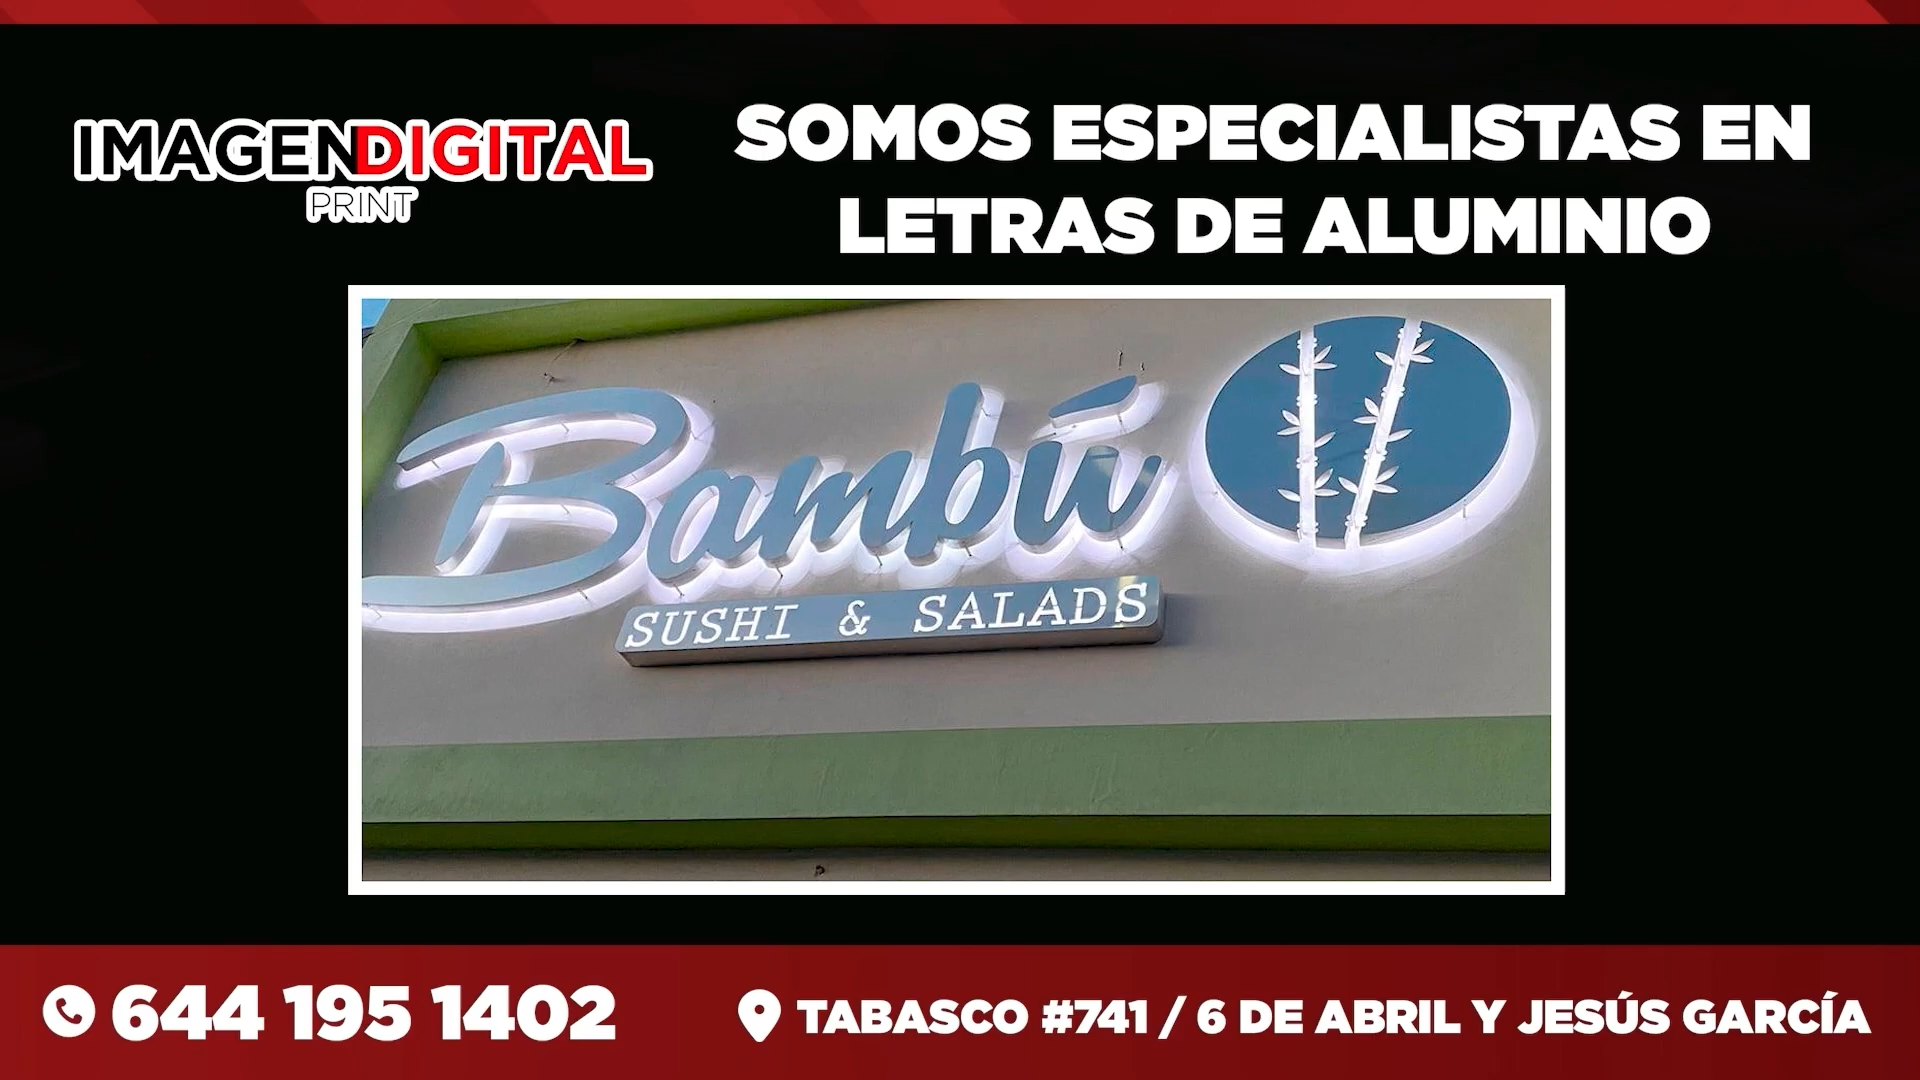 IMAGENDIGITAL
PRINT
SOMOS ESPECIALISTAS EN
LETRAS DE ALUMINIO
Bambú
SUSHI & SALADS
644 195 1402
TABASCO #741 / 6 DE ABRIL Y JESÚS GARCÍA